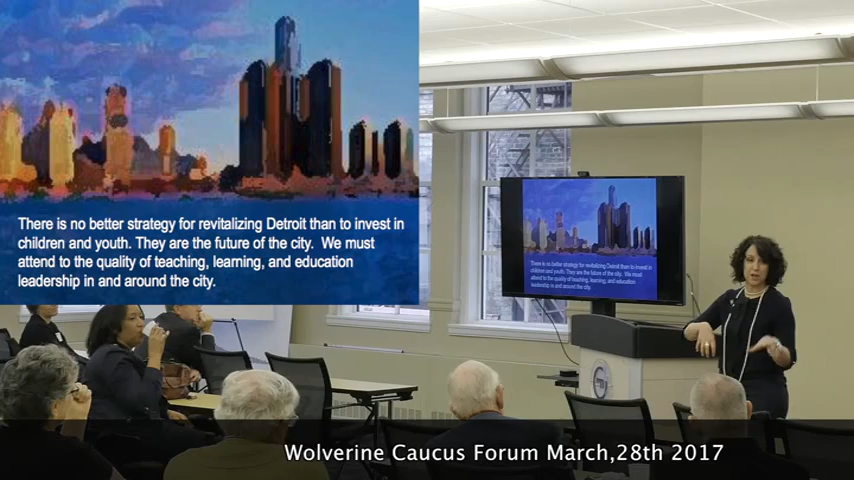 There is no better strategy for revitalizing Detroit than to invest in
children and youth. They are the future of the city.  We must
attend to the quality of teaching, learning, and education
leadership in and around the city.
There is no better strategy for revitalizing Detroit than to invest
in children and youth. They are the future of the city. We must
attend to the quality of teaching, learning, and education
leadership in and around the city.
Wolverine Caucus Forum March,28th 2017